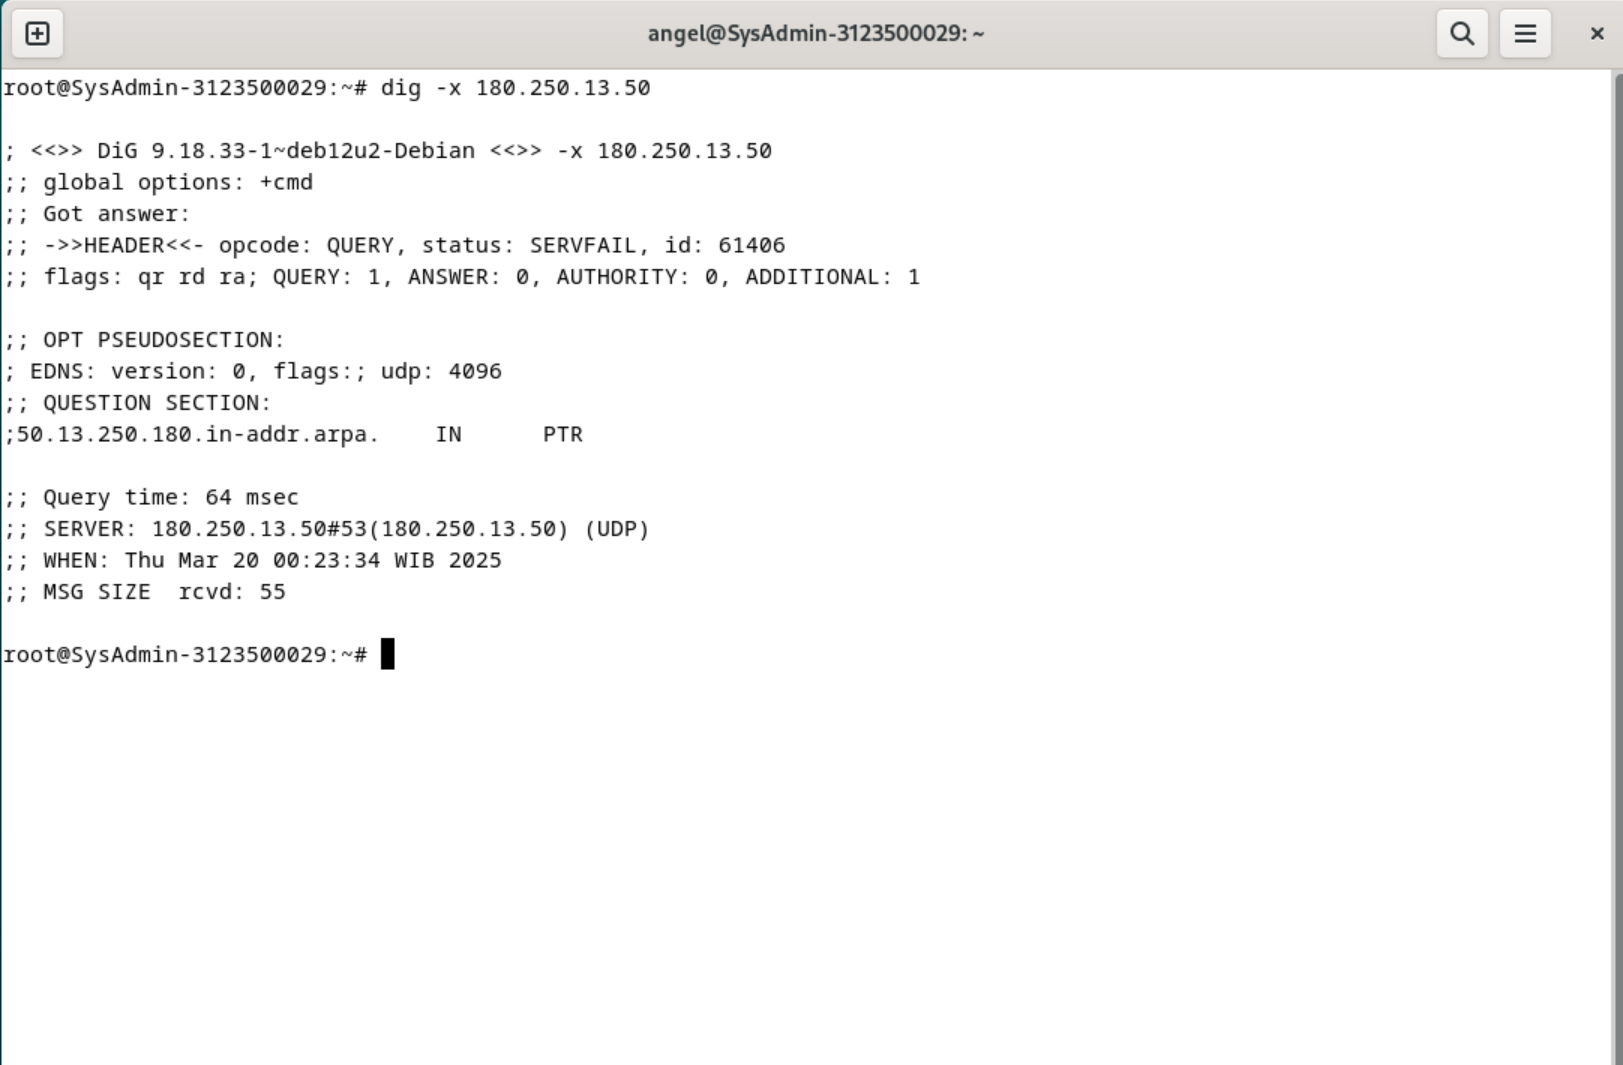 angel@SysAdmin-3123500029: ~
root@SysAdmin-3123500029:~# dig -x 180.250.13.50
; <<>> DiG 9.18.33-1~deb12u2-Debian <<>> -x 180.250.13.50
;; global options: +cmd
;; Got answer:
;; ->>HEADER<<- opcode: QUERY, status: SERVFAIL, id: 61406
;; flags: qr rd ra; QUERY: 1, ANSWER: 0, AUTHORITY: 0, ADDITIONAL: 1
;; OPT PSEUDOSECTION:
; EDNS: version: 0, flags:; udp: 4096
;; QUESTION SECTION:
;50.13.250.180.in-addr.arpa.    IN      PTR
;; Query time: 64 msec
;; SERVER: 180.250.13.50#53(180.250.13.50) (UDP)
;; WHEN: Thu Mar 20 00:23:34 WIB 2025
;; MSG SIZE  rcvd: 55
root@SysAdmin-3123500029:~#